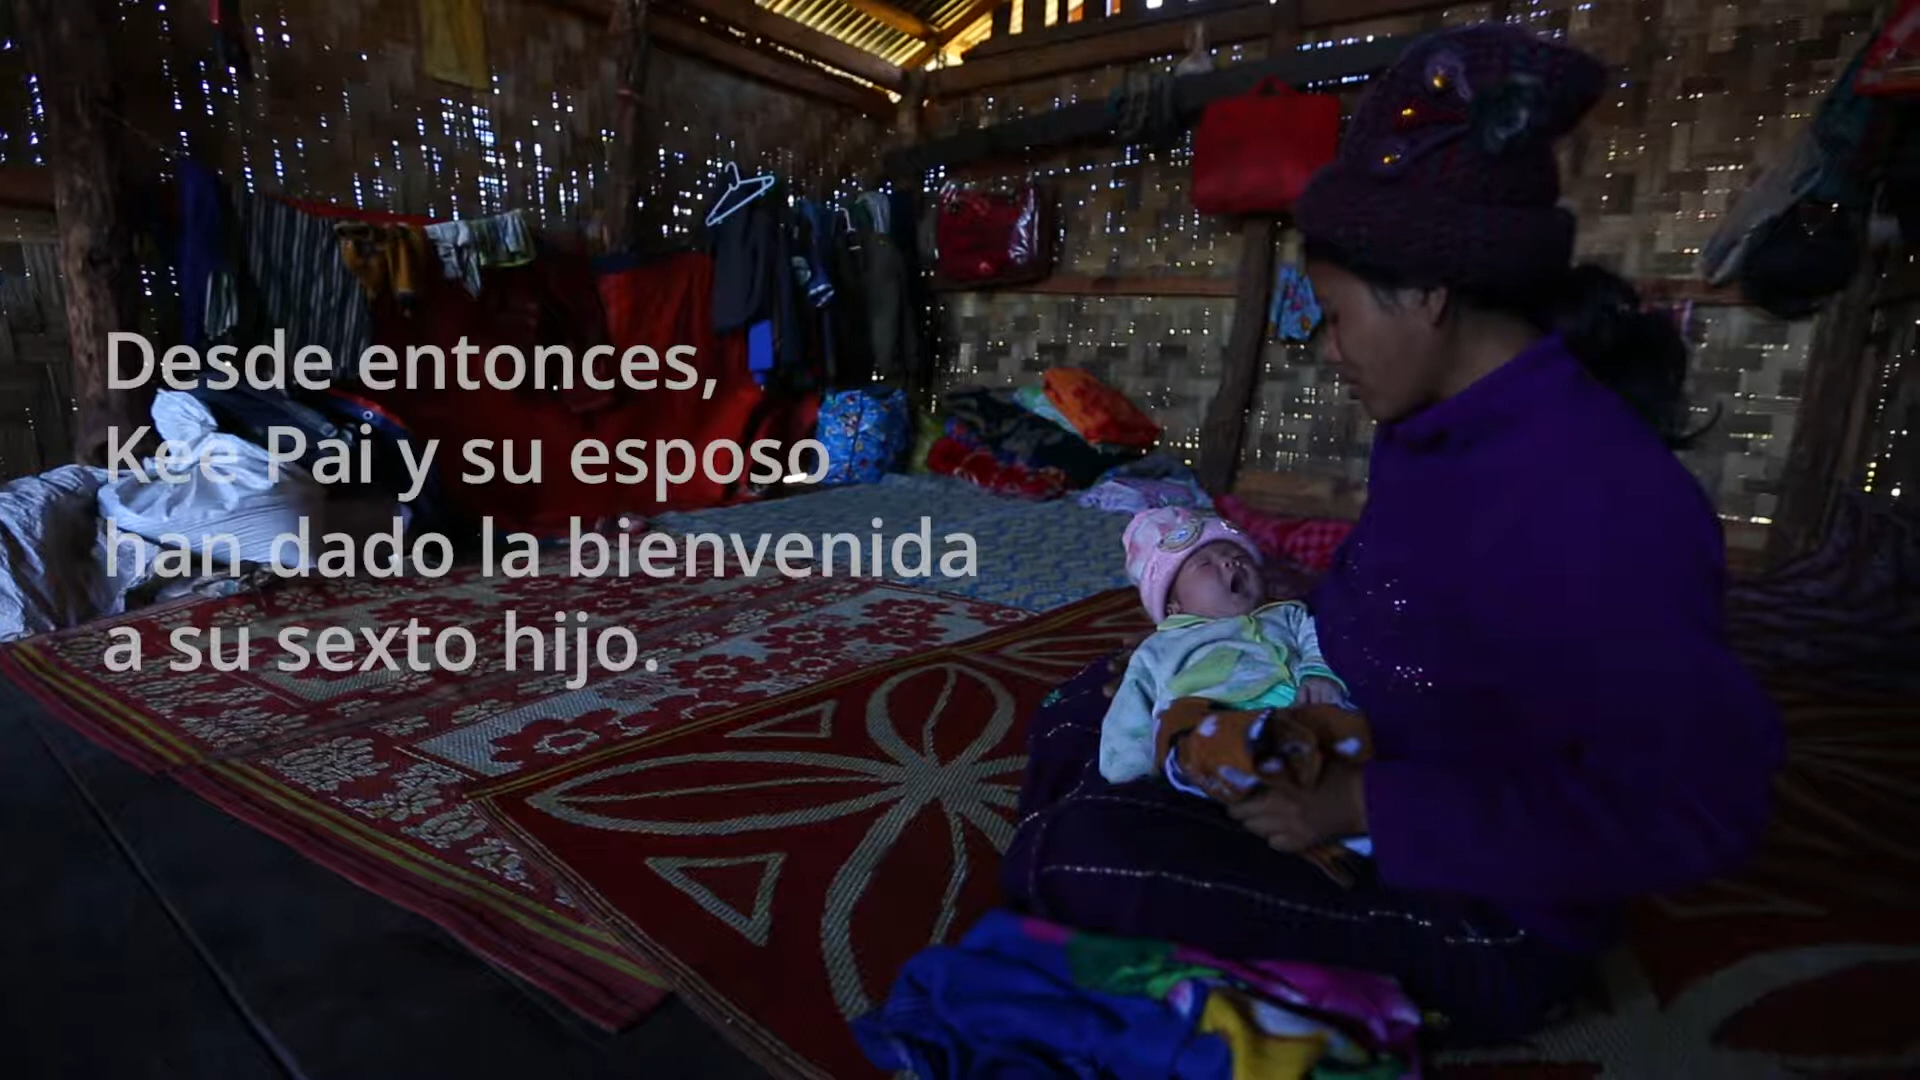 Desde entonces,
Kee Pai y su esposo
han dado la bienvenida
a su sexto hijo.